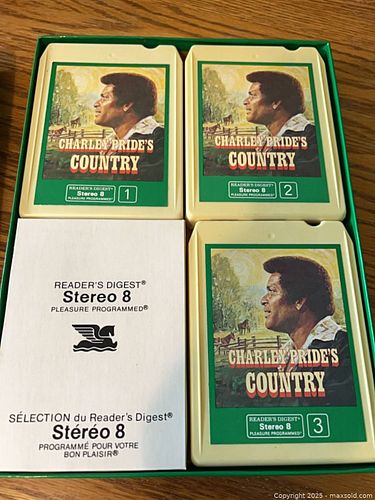 CHARLEY PRIDE'S
COUNTRY
READER'S DIGEST®
Stereo 8
PLEASURE PROGRAMMED®
1
CHARLEY PRIDE'S
COUNTRY
READER'S DIGEST®
Stereo 8
PLEASURE PROGRAMMED®
2
READER'S DIGEST®
Stereo 8
PLEASURE PROGRAMMED®
SÉLECTION du Reader's Digest®
Stéréo 8
PROGRAMMÉ POUR VOTRE
BON PLAISIR®
CHARLEY PRIDE'S
COUNTRY
READER'S DIGEST®
Stereo 8
PLEASURE PROGRAMMED®
3
Copyright 2025 - maxsold.com